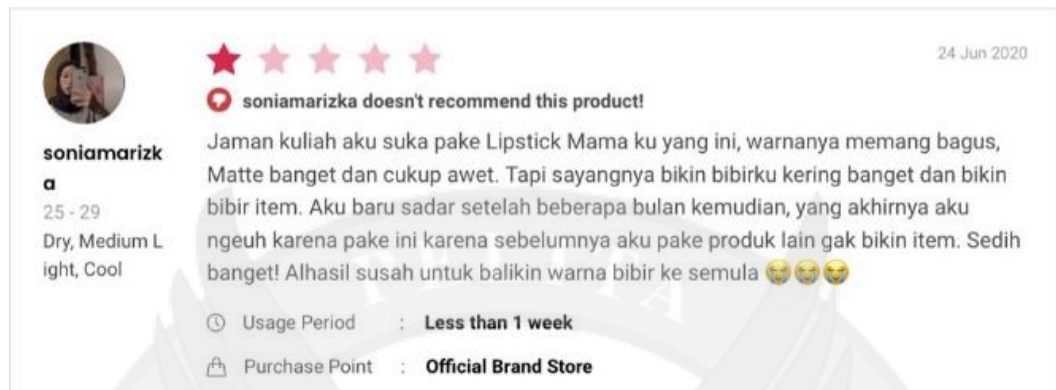 24 Jun 2020
soniamarizka doesn't recommend this product!
soniamarizk
a
25 - 29
Dry, Medium L
ight, Cool
Jaman kuliah aku suka pake Lipstick Mama ku yang ini, warnanya memang bagus,
Matte banget dan cukup awet. Tapi sayangnya bikin bibirku kering banget dan bikin
bibir item. Aku baru sadar setelah beberapa bulan kemudian, yang akhirnya aku
ngeuh karena pake ini karena sebelumnya aku pake produk lain gak bikin item. Sedih
banget! Alhasil susah untuk balikin warna bibir ke semula 😭😭😭
Usage Period : Less than 1 week
Purchase Point : Official Brand Store
PELITA